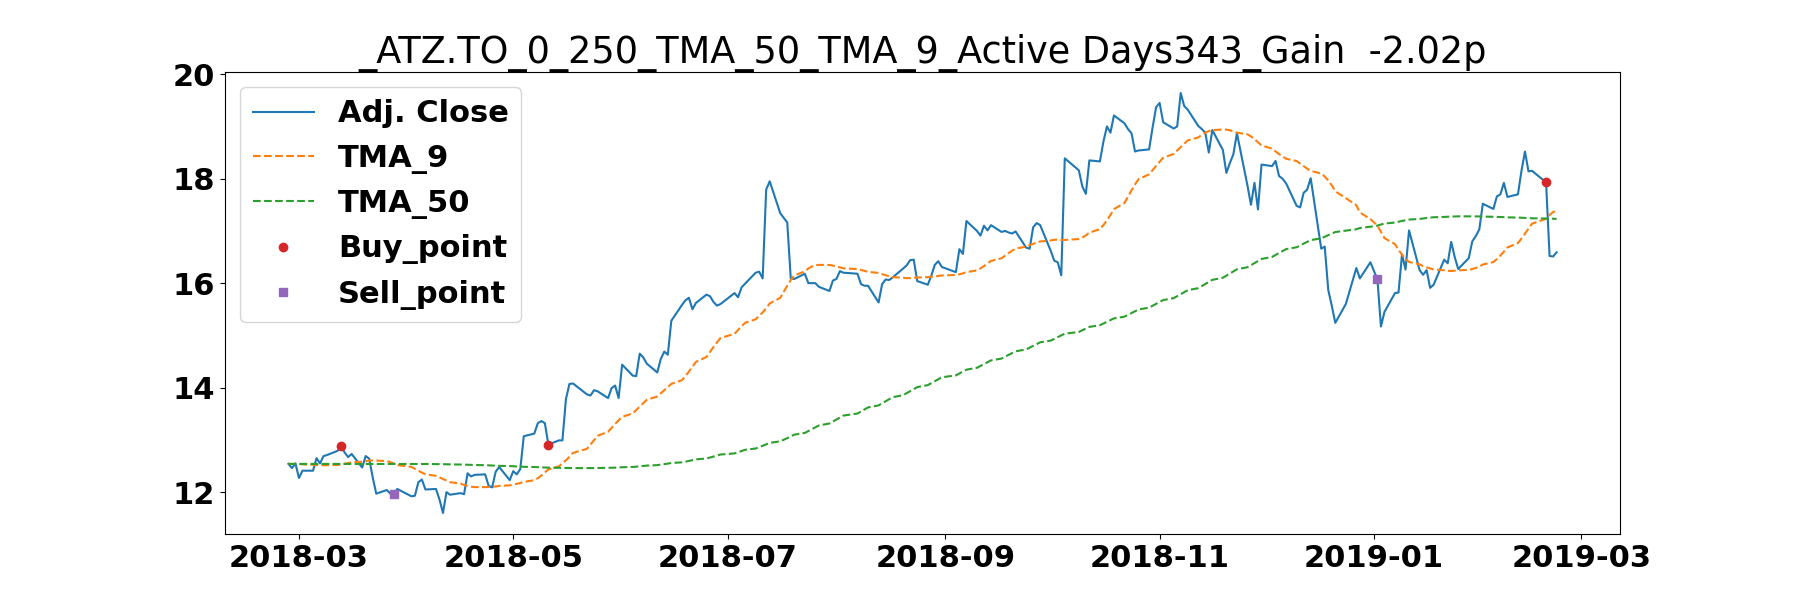 _ATZ.TO_0_250_TMA_50_TMA_9_Active Days343_Gain  -2.02p
20
18
16
14
12
Adj. Close
TMA_9
TMA_50
Buy_point
Sell_point
2018-03 2018-05 2018-07 2018-09 2018-11 2019-01 2019-03